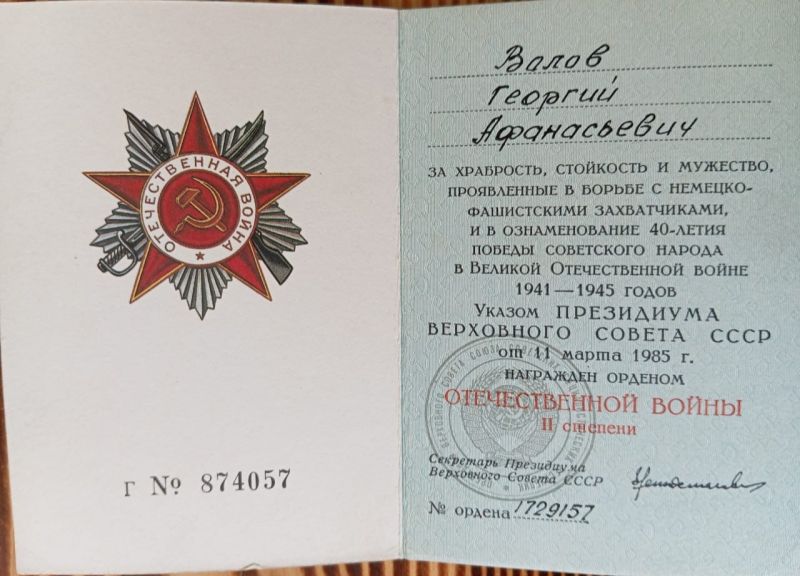 ОТЕЧЕСТВЕННАЯ ВОЙНА
Г № 874057
Валов
Георгий
Афанасьевич
ЗА ХРАБРОСТЬ, СТОЙКОСТЬ И МУЖЕСТВО,
ПРОЯВЛЕННЫЕ В БОРЬБЕ С НЕМЕЦКО-
ФАШИСТСКИМИ ЗАХВАТЧИКАМИ,
И В ОЗНАМЕНОВАНИЕ 40-ЛЕТИЯ
ПОБЕДЫ СОВЕТСКОГО НАРОДА
В ВЕЛИКОЙ ОТЕЧЕСТВЕННОЙ ВОЙНЕ
1941—1945 ГОДОВ
УКАЗОМ ПРЕЗИДИУМА
ВЕРХОВНОГО СОВЕТА СССР
от 11 марта 1985 г.
НАГРАЖДЕН ОРДЕНОМ
ОТЕЧЕСТВЕННОЙ ВОЙНЫ
II степени
Секретарь Президиума
Верховного Совета СССР
№ ордена 1729157